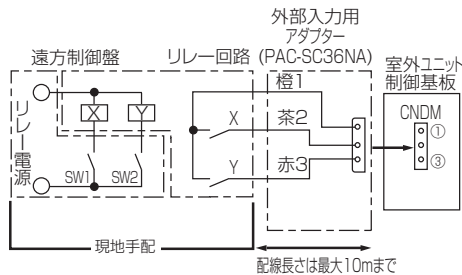 外部入力用
アダプター
(PAC-SC36NA)
遠方制御盤
リレー回路
室外ユニット
制御基板
橙1
茶2
赤3
X
Y
X
Y
SW1
SW2
リレー電源
CNDM
①
③
現地手配
配線長さは最大10mまで